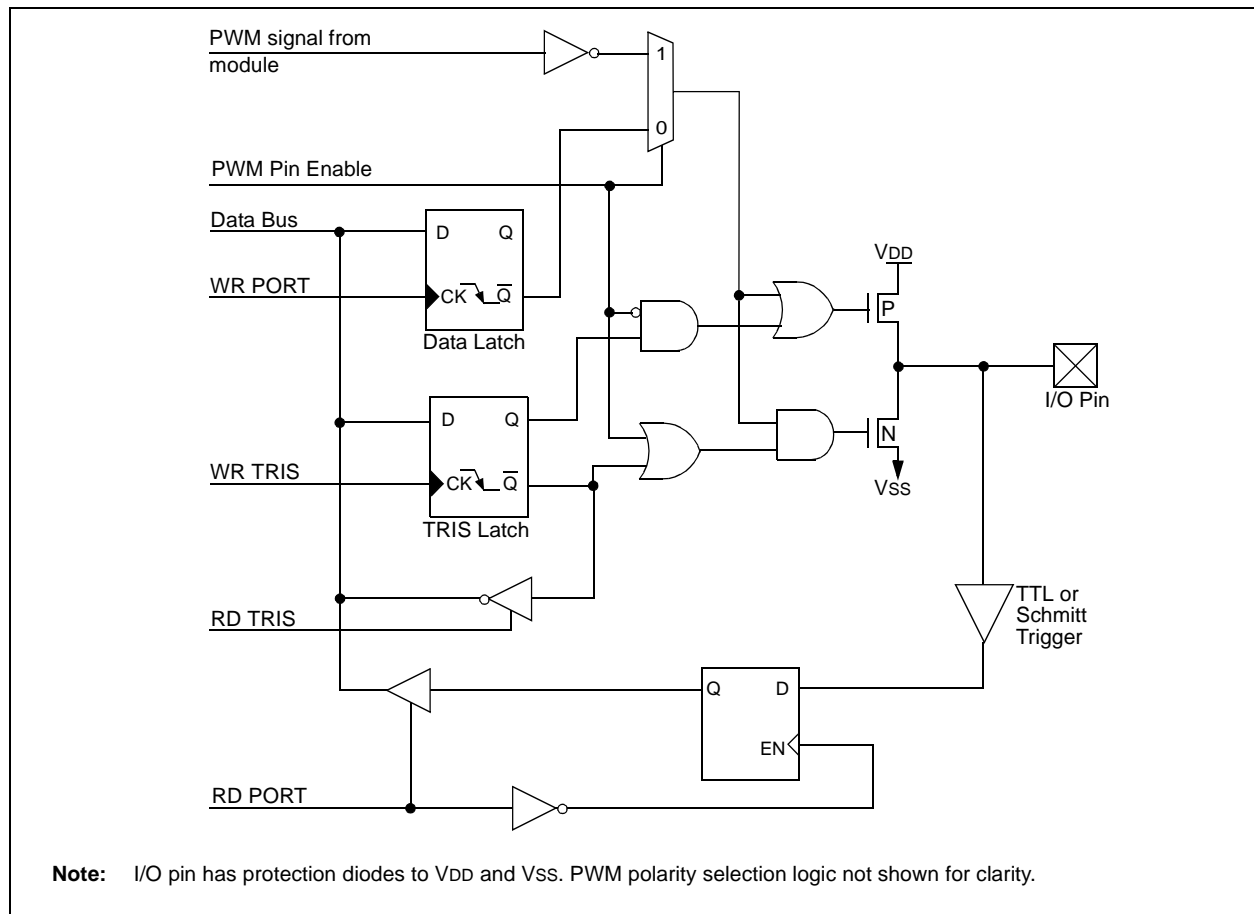 PWM signal from
module
1
0
PWM Pin Enable
Data Bus
D Q
WR PORT
CK Q
Data Latch
VDD
P
I/O Pin
D Q
N
WR TRIS
CK Q
VSS
TRIS Latch
RD TRIS
TTL or
Schmitt
Trigger
Q D
EN
RD PORT
Note: I/O pin has protection diodes to VDD and VSS. PWM polarity selection logic not shown for clarity.